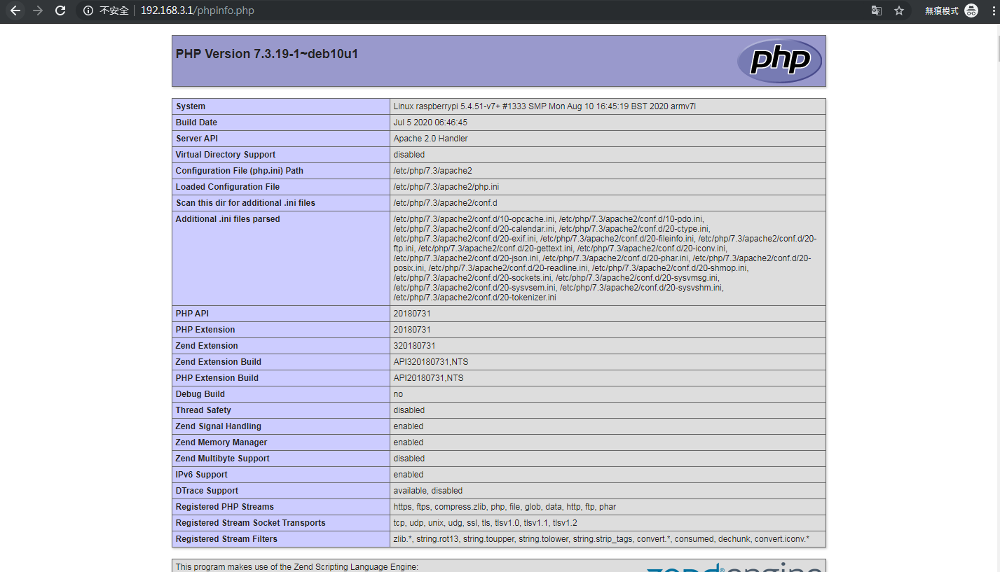 不安全 192.168.3.1/phpinfo.php 無痕模式
PHP Version 7.3.19-1~deb10u1 php
System Linux raspberrypi 5.4.51-v7+ #1333 SMP Mon Aug 10 16:45:19 BST 2020 armv7l
Build Date Jul 5 2020 06:46:45
Server API Apache 2.0 Handler
Virtual Directory Support disabled
Configuration File (php.ini) Path /etc/php/7.3/apache2
Loaded Configuration File /etc/php/7.3/apache2/php.ini
Scan this dir for additional .ini files /etc/php/7.3/apache2/conf.d
Additional .ini files parsed /etc/php/7.3/apache2/conf.d/10-opcache.ini, /etc/php/7.3/apache2/conf.d/10-pdo.ini,
/etc/php/7.3/apache2/conf.d/20-calendar.ini, /etc/php/7.3/apache2/conf.d/20-ctype.ini,
/etc/php/7.3/apache2/conf.d/20-exif.ini, /etc/php/7.3/apache2/conf.d/20-fileinfo.ini, /etc/php/7.3/apache2/conf.d/20-
ftp.ini, /etc/php/7.3/apache2/conf.d/20-gettext.ini, /etc/php/7.3/apache2/conf.d/20-iconv.ini,
/etc/php/7.3/apache2/conf.d/20-json.ini, /etc/php/7.3/apache2/conf.d/20-phar.ini, /etc/php/7.3/apache2/conf.d/20-
posix.ini, /etc/php/7.3/apache2/conf.d/20-readline.ini, /etc/php/7.3/apache2/conf.d/20-shmop.ini,
/etc/php/7.3/apache2/conf.d/20-sockets.ini, /etc/php/7.3/apache2/conf.d/20-sysvmsg.ini,
/etc/php/7.3/apache2/conf.d/20-sysvsem.ini, /etc/php/7.3/apache2/conf.d/20-sysvshm.ini,
/etc/php/7.3/apache2/conf.d/20-tokenizer.ini
PHP API 20180731
PHP Extension 20180731
Zend Extension 320180731
Zend Extension Build API320180731,NTS
PHP Extension Build API20180731,NTS
Debug Build no
Thread Safety disabled
Zend Signal Handling enabled
Zend Memory Manager enabled
Zend Multibyte Support disabled
IPv6 Support enabled
DTrace Support available, disabled
Registered PHP Streams https, ftps, compress.zlib, php, file, glob, data, http, ftp, phar
Registered Stream Socket Transports tcp, udp, unix, udg, ssl, tls, tlsv1.0, tlsv1.1, tlsv1.2
Registered Stream Filters zlib.*, string.rot13, string.toupper, string.tolower, string.strip_tags, convert.*, consumed, dechunk, convert.iconv.*
This program makes use of the Zend Scripting Language Engine: zend®engine